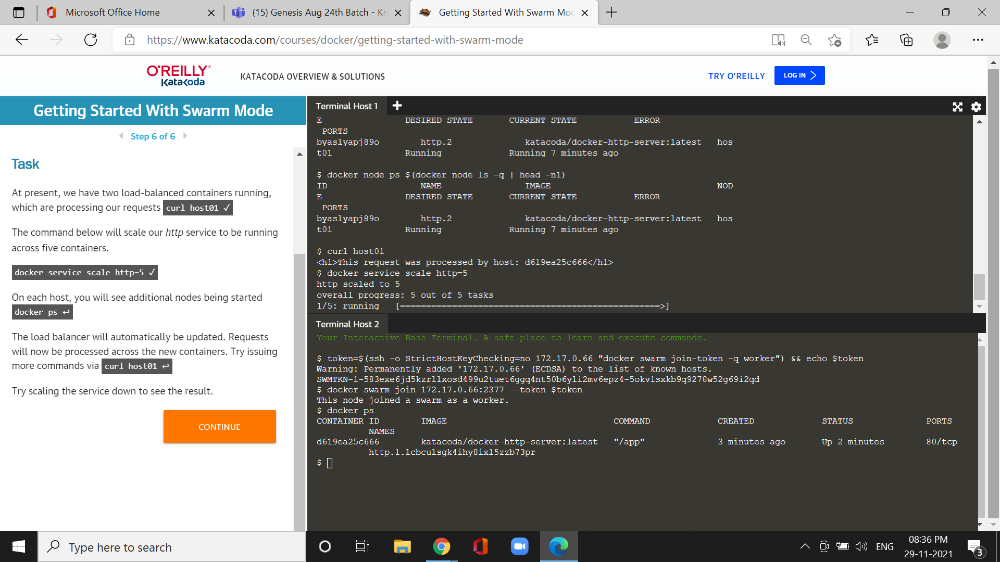 Microsoft Office Home
(15) Genesis Aug 24th Batch - Kn
Getting Started With Swarm Mod
https://www.katacoda.com/courses/docker/getting-started-with-swarm-mode
O'REILLY
Katacoda
KATACODA OVERVIEW & SOLUTIONS
TRY O'REILLY
LOG IN
Getting Started With Swarm Mode
Step 6 of 6
Task
At present, we have two load-balanced containers running,
which are processing our requests curl host01 ✓
The command below will scale our http service to be running
across five containers.
docker service scale http=5 ✓
On each host, you will see additional nodes being started
docker ps ↩
The load balancer will automatically be updated. Requests
will now be processed across the new containers. Try issuing
more commands via curl host01 ↩
Try scaling the service down to see the result.
CONTINUE
Terminal Host 1
E DESIRED STATE CURRENT STATE ERROR
PORTS
byaslyapj89o http.2 katacoda/docker-http-server:latest hos
t01 Running Running 7 minutes ago
$ docker node ps $(docker node ls -q | head -n1)
ID NAME IMAGE NOD
E DESIRED STATE CURRENT STATE ERROR
PORTS
byaslyapj89o http.2 katacoda/docker-http-server:latest hos
t01 Running Running 7 minutes ago
$ curl host01
<h1>This request was processed by host: d619ea25c666</h1>
$ docker service scale http=5
http scaled to 5
overall progress: 5 out of 5 tasks
1/5: running [==================================================>]
Terminal Host 2
Your Interactive Bash Terminal. A safe place to learn and execute commands.
$ token=$(ssh -o StrictHostKeyChecking=no 172.17.0.66 "docker swarm join-token -q worker") && echo $token
Warning: Permanently added '172.17.0.66' (ECDSA) to the list of known hosts.
SWMTKN-1-583exe6jd5kzrllxosd499u2tuet6ggq4nt50b6yli2mv6epz4-5okv1sxkb9q9278w52g69i2qd
$ docker swarm join 172.17.0.66:2377 --token $token
This node joined a swarm as a worker.
$ docker ps
CONTAINER ID IMAGE COMMAND CREATED STATUS PORTS
NAMES
d619ea25c666 katacoda/docker-http-server:latest "/app" 3 minutes ago Up 2 minutes 80/tcp
http.1.lcbculsgk4ihy8ixl5zzb73pr
$
Type here to search
ENG
08:36 PM
29-11-2021
3